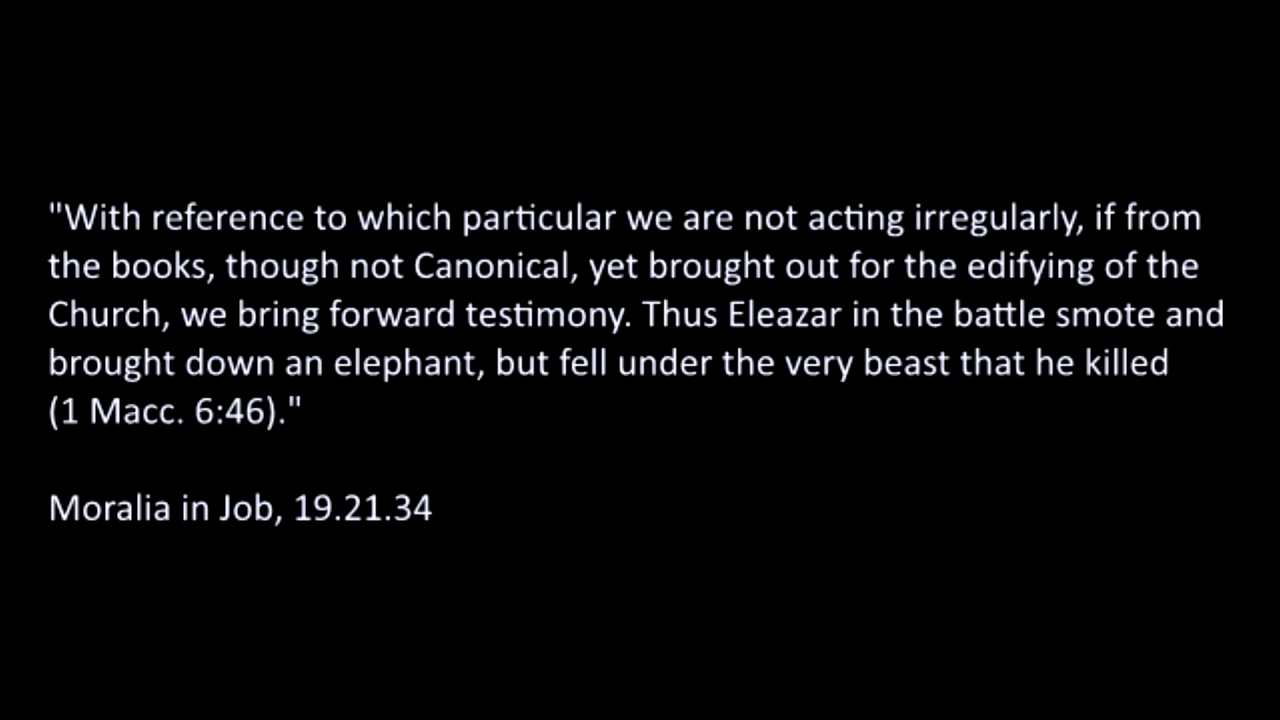 "With reference to which particular we are not acting irregularly, if from
the books, though not Canonical, yet brought out for the edifying of the
Church, we bring forward testimony. Thus Eleazar in the battle smote and
brought down an elephant, but fell under the very beast that he killed
(1 Macc. 6:46)."
Moralia in Job, 19.21.34